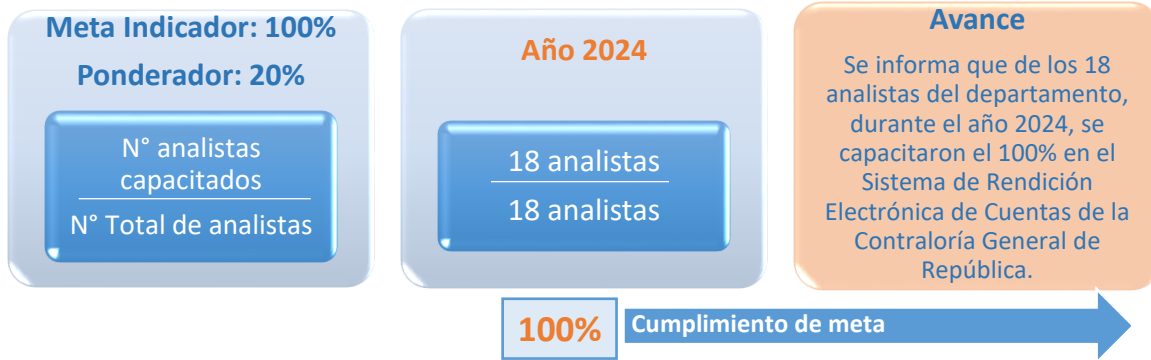 Meta Indicador: 100%
Ponderador: 20%
N° analistas
capacitados
N° Total de analistas
Año 2024
18 analistas
18 analistas
Avance
Se informa que de los 18
analistas del departamento,
durante el año 2024, se
capacitaron el 100% en el
Sistema de Rendición
Electrónica de Cuentas de la
Contraloría General de
República.
100%
Cumplimiento de meta